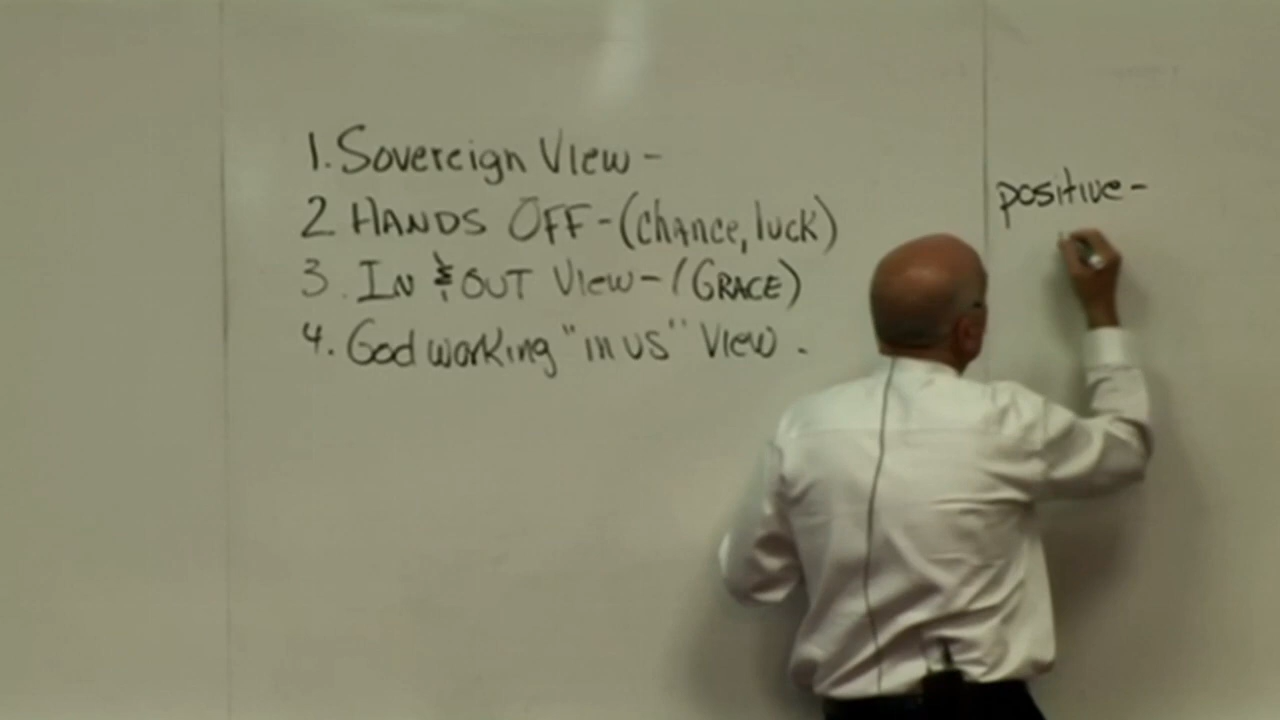 1. Sovereign View -
2 HANDS OFF - (Chance, luck)
3. IN & OUT View - (GRACE)
4. God working "in us" View.
positive -